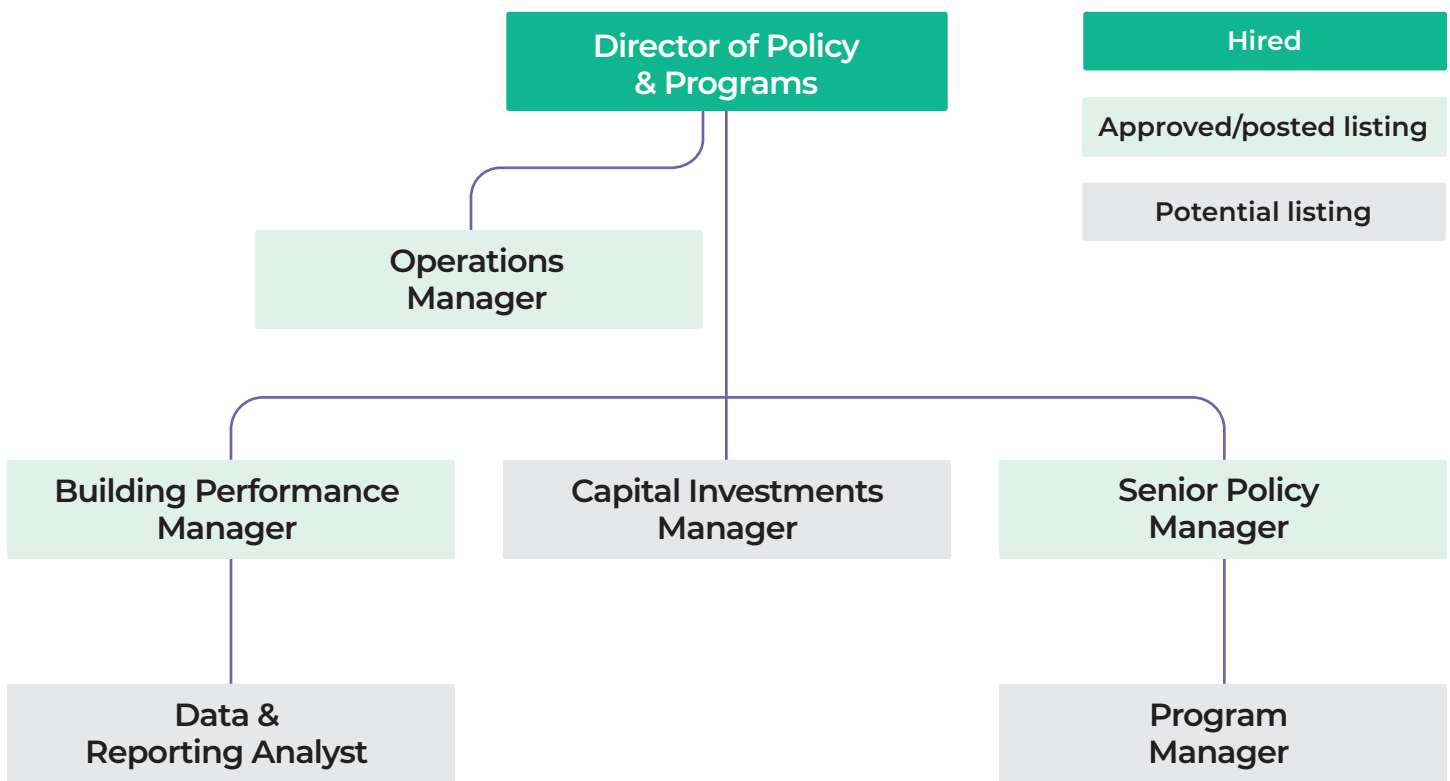 Director of Policy
& Programs
Hired
Approved/posted listing
Potential listing
Operations
Manager
Building Performance
Manager
Capital Investments
Manager
Senior Policy
Manager
Data &
Reporting Analyst
Program
Manager